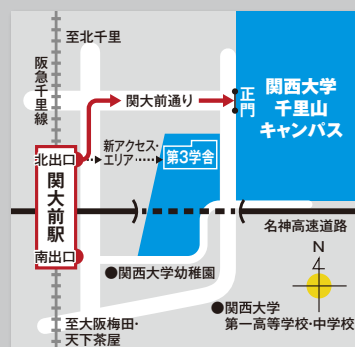 至北千里
阪急千里線
関大前通り
正門
関西大学
千里山
キャンパス
新アクセス・
エリア
第3学舎
北出口
関大前駅
南出口
名神高速道路
N
●関西大学幼稚園
●関西大学
第一高等学校・中学校
至大阪梅田・
天下茶屋